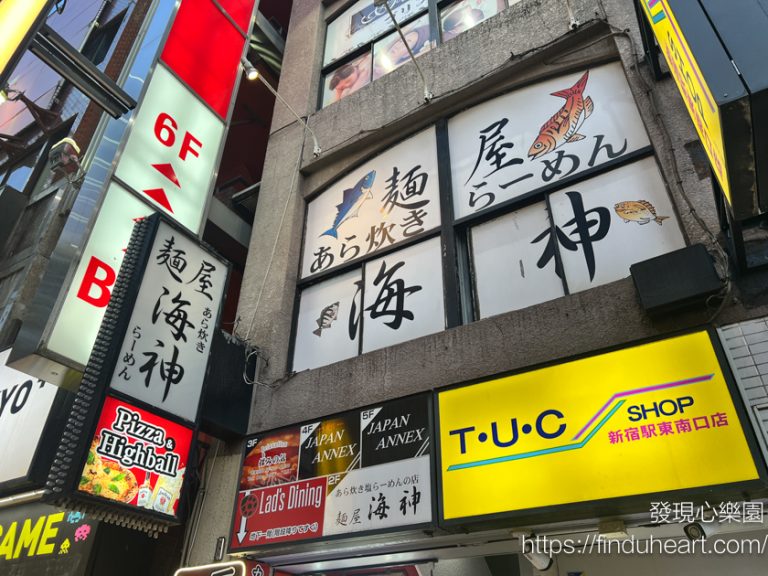 6F
B
麺屋
海神
あら炊き
らーめん
Pizza &
Highball
麺屋
あら炊き
らーめん
海神
GAME
3F
4F
JAPAN
ANNEX
5F
JAPAN
ANNEX
Lad's Dining
2F
あら炊き塩らーめんの店
麺屋 海神
T・U・C SHOP
新宿駅東南口店
發現心樂園
https://finduheart.com/